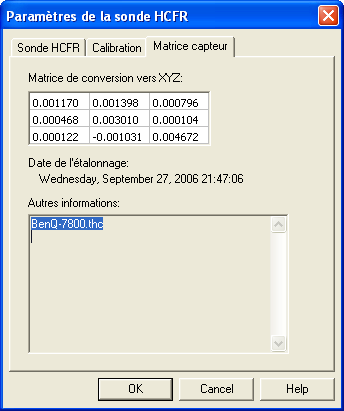 Paramètres de la sonde HCFR
Sonde HCFR Calibration Matrice capteur
Matrice de conversion vers XYZ:
0.001170 0.001398 0.000796
0.000468 0.003010 0.000104
0.000122 -0.001031 0.004672
Date de l'étalonnage:
Wednesday, September 27, 2006 21:47:06
Autres informations:
BenQ-7800.thc
OK Cancel Help